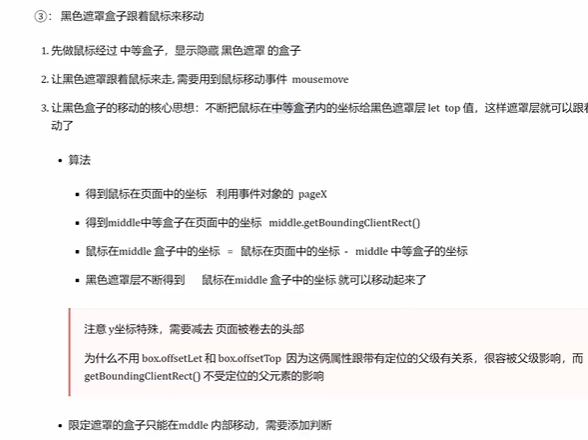 ③： 黑色遮罩盒子跟着鼠标来移动
1. 先做鼠标经过 中等盒子，显示隐藏 黑色遮罩 的盒子
2. 让黑色遮罩跟着鼠标来走, 需要用到鼠标移动事件 mousemove
3. 让黑色盒子的移动的核心思想：不断把鼠标在中等盒子内的坐标给黑色遮罩层 let top 值，这样遮罩层就可以跟着
动了
• 算法
▪ 得到鼠标在页面中的坐标 利用事件对象的 pageX
▪ 得到middle中等盒子在页面中的坐标 middle.getBoundingClientRect()
▪ 鼠标在middle 盒子中的坐标 = 鼠标在页面中的坐标 - middle 中等盒子的坐标
▪ 黑色遮罩层不断得到 鼠标在middle 盒子中的坐标 就可以移动起来了
注意 y坐标特殊，需要减去 页面被卷去的头部
为什么不用 box.offsetLet 和 box.offsetTop 因为这俩属性跟带有定位的父级有关系，很容被父级影响，而
getBoundingClientRect() 不受定位的父元素的影响
• 限定遮罩的盒子只能在mddle 内部移动，需要添加判断